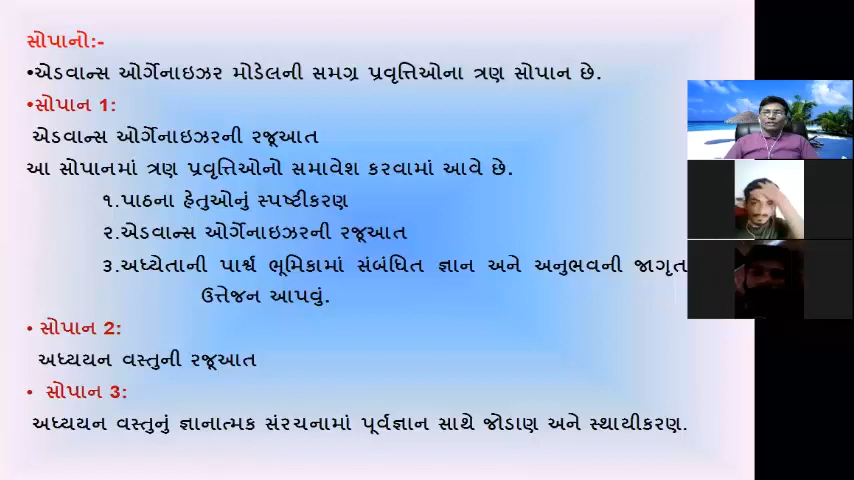 સોપાનો:-
•એડવાન્સ ઓર્ગેનાઇઝર મોડેલની સમગ્ર પ્રવૃત્તિઓના ત્રણ સોપાન છે.
•સોપાન 1:
એડવાન્સ ઓર્ગેનાઇઝરની રજૂઆત
આ સોપાનમાં ત્રણ પ્રવૃત્તિઓનો સમાવેશ કરવામાં આવે છે.
૧.પાઠના હેતુઓનું સ્પષ્ટીકરણ
૨.એડવાન્સ ઓર્ગેનાઇઝરની રજૂઆત
૩.અધ્યેતાની પાર્શ્વ ભૂમિકામાં સંબંધિત જ્ઞાન અને અનુભવની જાગૃત
ઉત્તેજન આપવું.
• સોપાન 2:
અધ્યયન વસ્તુની રજૂઆત
• સોપાન 3:
અધ્યયન વસ્તુનું જ્ઞાનાત્મક સંરચનામાં પૂર્વજ્ઞાન સાથે જોડાણ અને સ્થાયીકરણ.